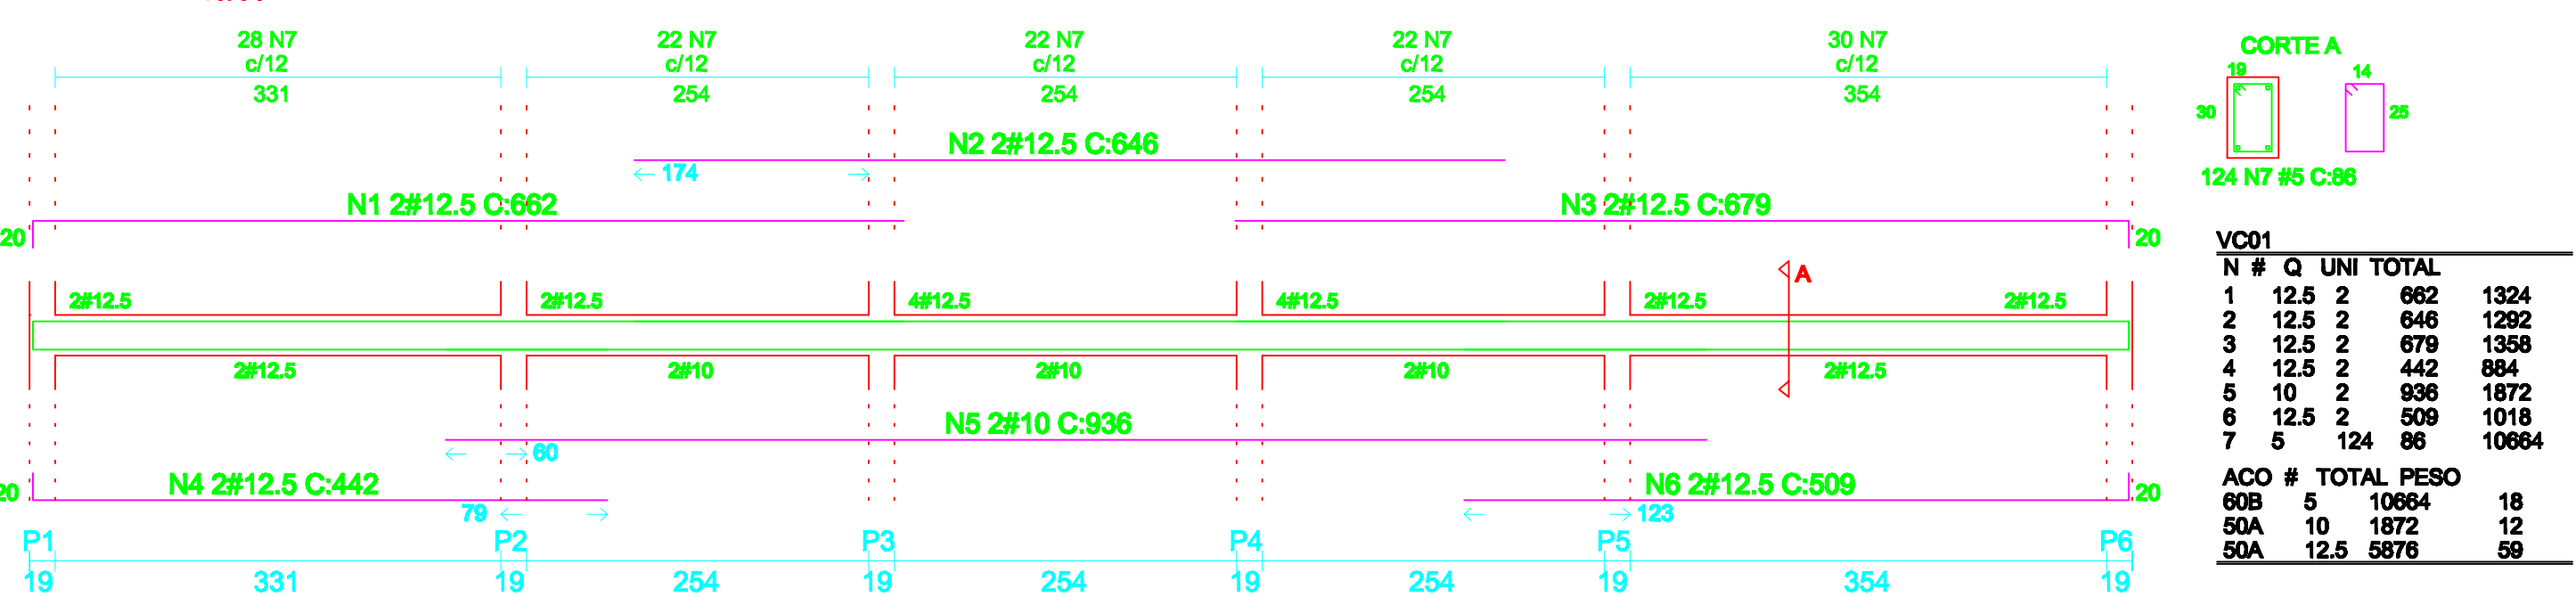 28 N7 22 N7 22 N7 22 N7 30 N7
c/12 c/12 c/12 c/12 c/12
331 254 254 254 354
N2 2#12.5 C:646
174
N1 2#12.5 C:662 N3 2#12.5 C:679
20 20
A
2#12.5 2#12.5 4#12.5 4#12.5 2#12.5 2#12.5
2#12.5 2#10 2#10 2#10 2#12.5
N5 2#10 C:936
60
N4 2#12.5 C:442 N6 2#12.5 C:509
20 20
79 123
P1 P2 P3 P4 P5 P6
19 331 19 254 19 254 19 254 19 354 19
CORTE A
19 14
30 25
124 N7 #5 C:86
VC01
N # Q UNI TOTAL
1 12.5 2 662 1324
2 12.5 2 646 1292
3 12.5 2 679 1358
4 12.5 2 442 884
5 10 2 936 1872
6 12.5 2 509 1018
7 5 124 86 10664
ACO # TOTAL PESO
60B 5 10664 18
50A 10 1872 12
50A 12.5 5876 59